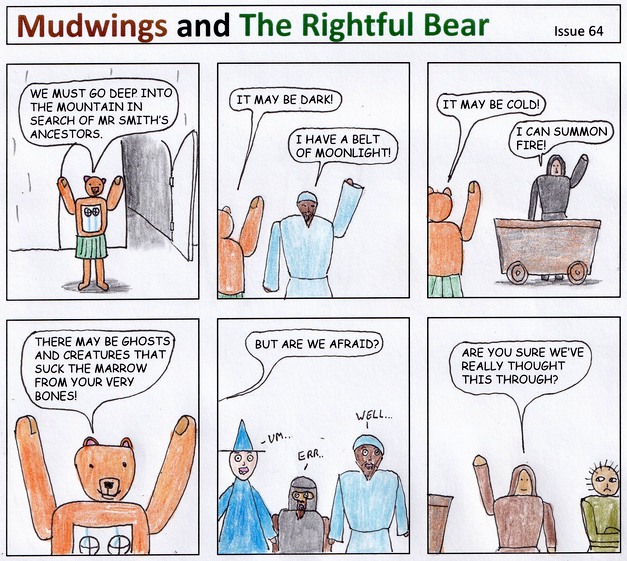 Mudwings and The Rightful Bear
Issue 64
WE MUST GO DEEP INTO
THE MOUNTAIN IN
SEARCH OF MR SMITH'S
ANCESTORS.
IT MAY BE DARK!
I HAVE A BELT
OF MOONLIGHT!
IT MAY BE COLD!
I CAN SUMMON
FIRE!
THERE MAY BE GHOSTS
AND CREATURES THAT
SUCK THE MARROW
FROM YOUR VERY
BONES!
BUT ARE WE AFRAID?
UM...
ERR..
WELL...
ARE YOU SURE WE'VE
REALLY THOUGHT
THIS THROUGH?